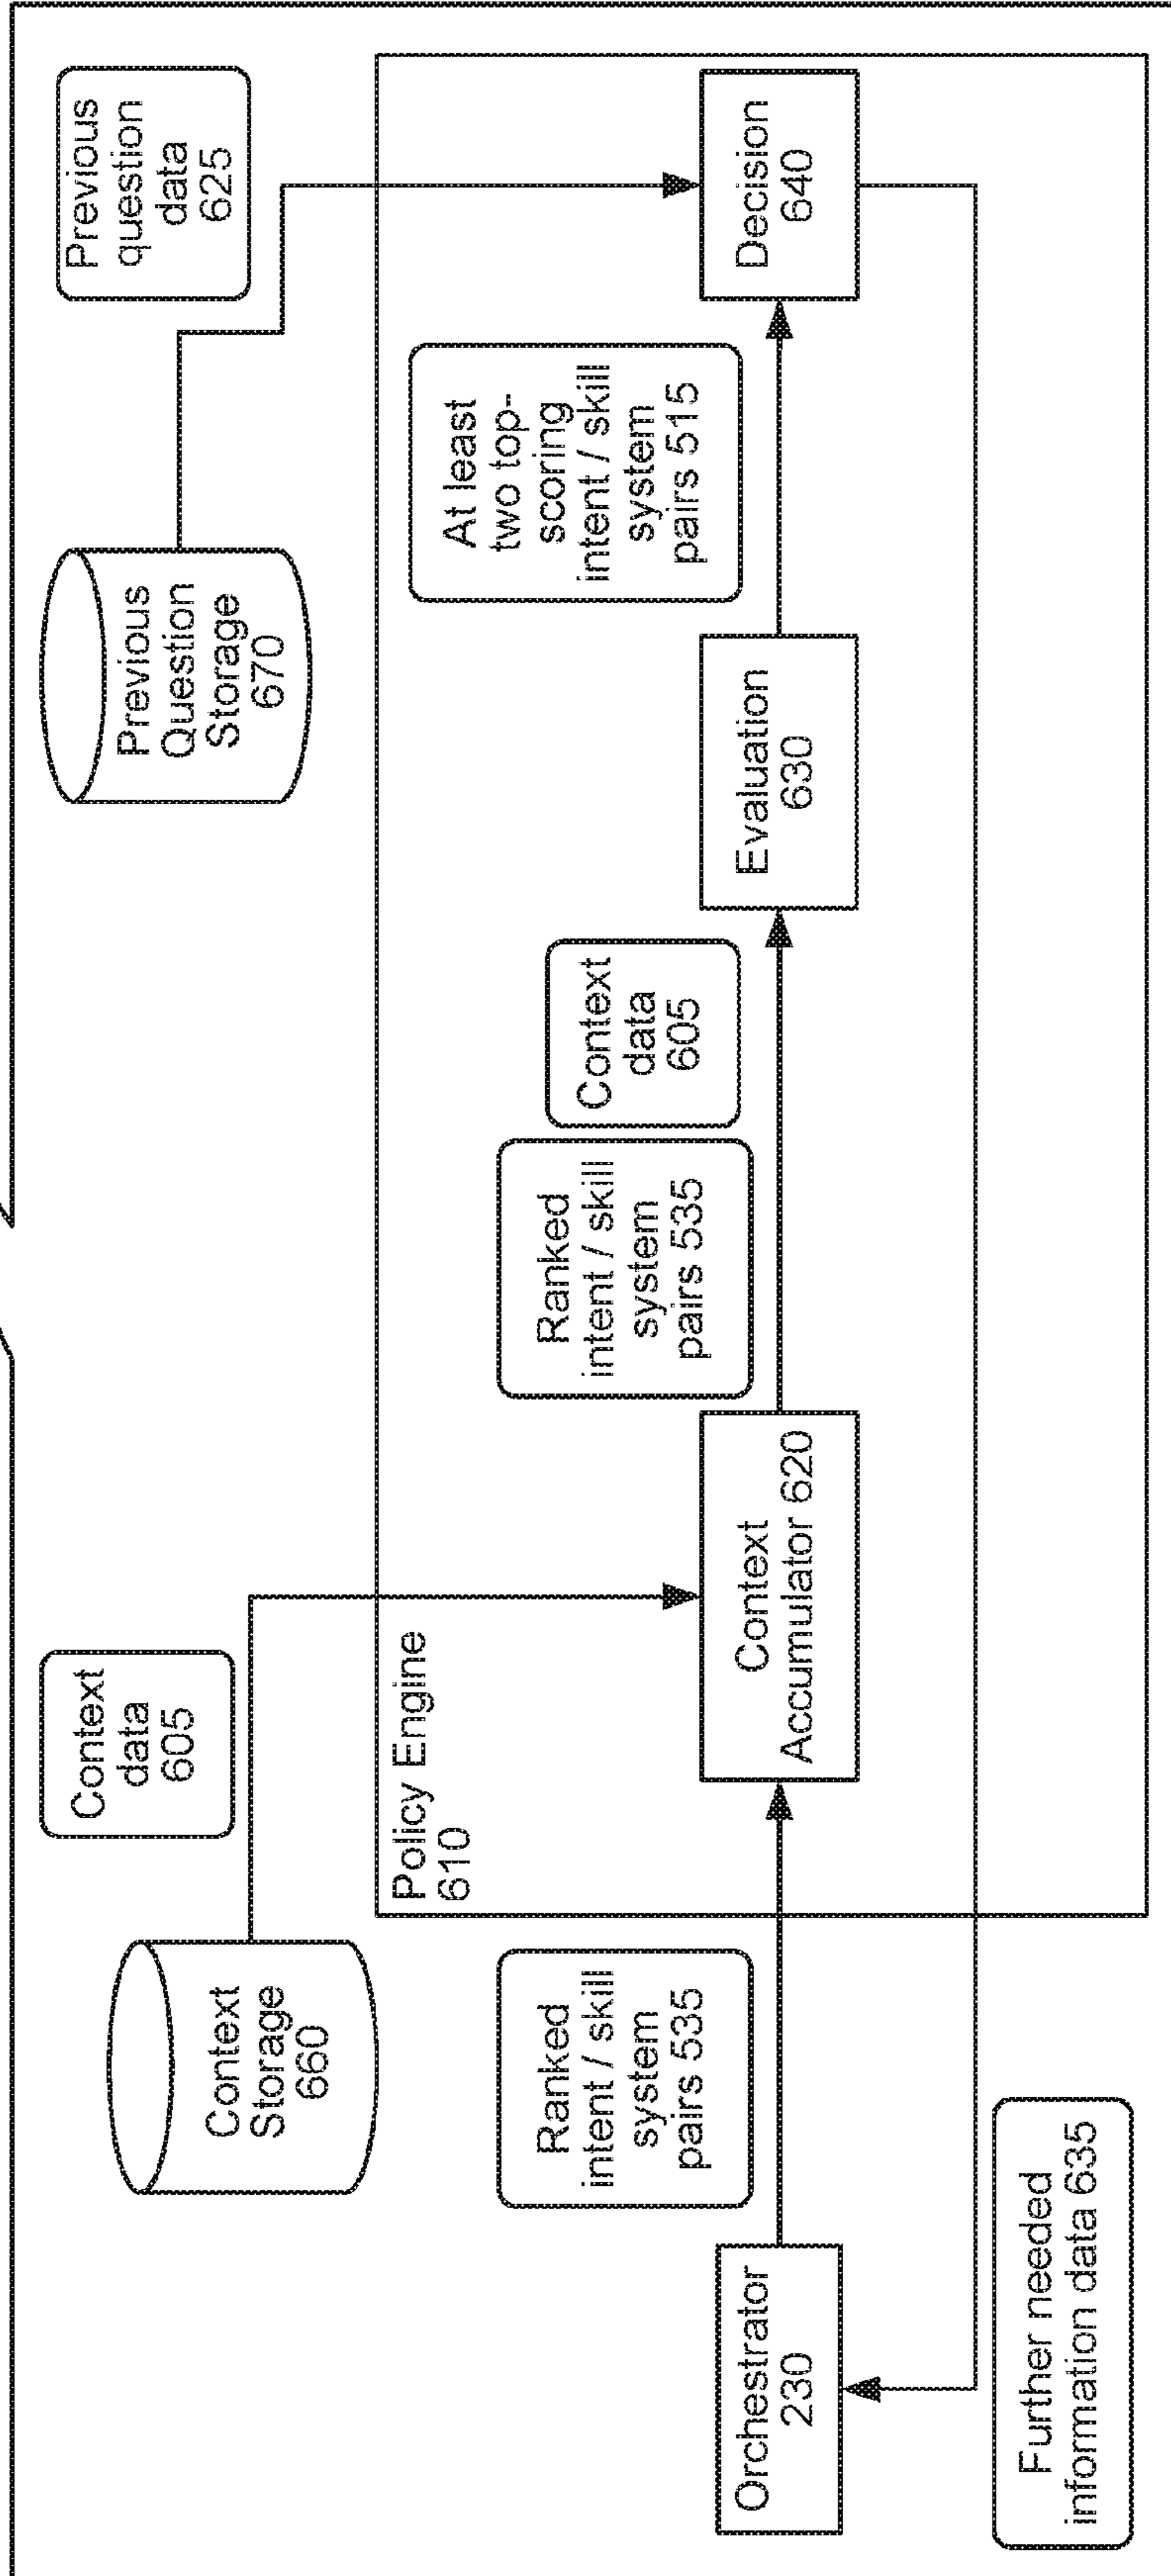 Context
data
605
Previous
question
data
625
Context
Storage
660
Previous
Question
Storage
670
Policy Engine
610
Ranked
intent / skill
system
pairs 535
Ranked
intent / skill
system
pairs 535
Context
data
605
At least
two top-
scoring
intent / skill
system
pairs 515
Orchestrator
230
Context
Accumulator 620
Evaluation
630
Decision
640
Further needed
information data 635